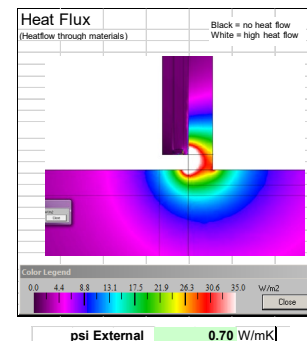 Heat Flux
(Heatflow through materials)
Black = no heat flow
White = high heat flow
Color Legend
0.0 4.4 8.8 13.1 17.5 21.9 26.3 30.6 35.0 W/m2
Close
psi External 0.70 W/mK